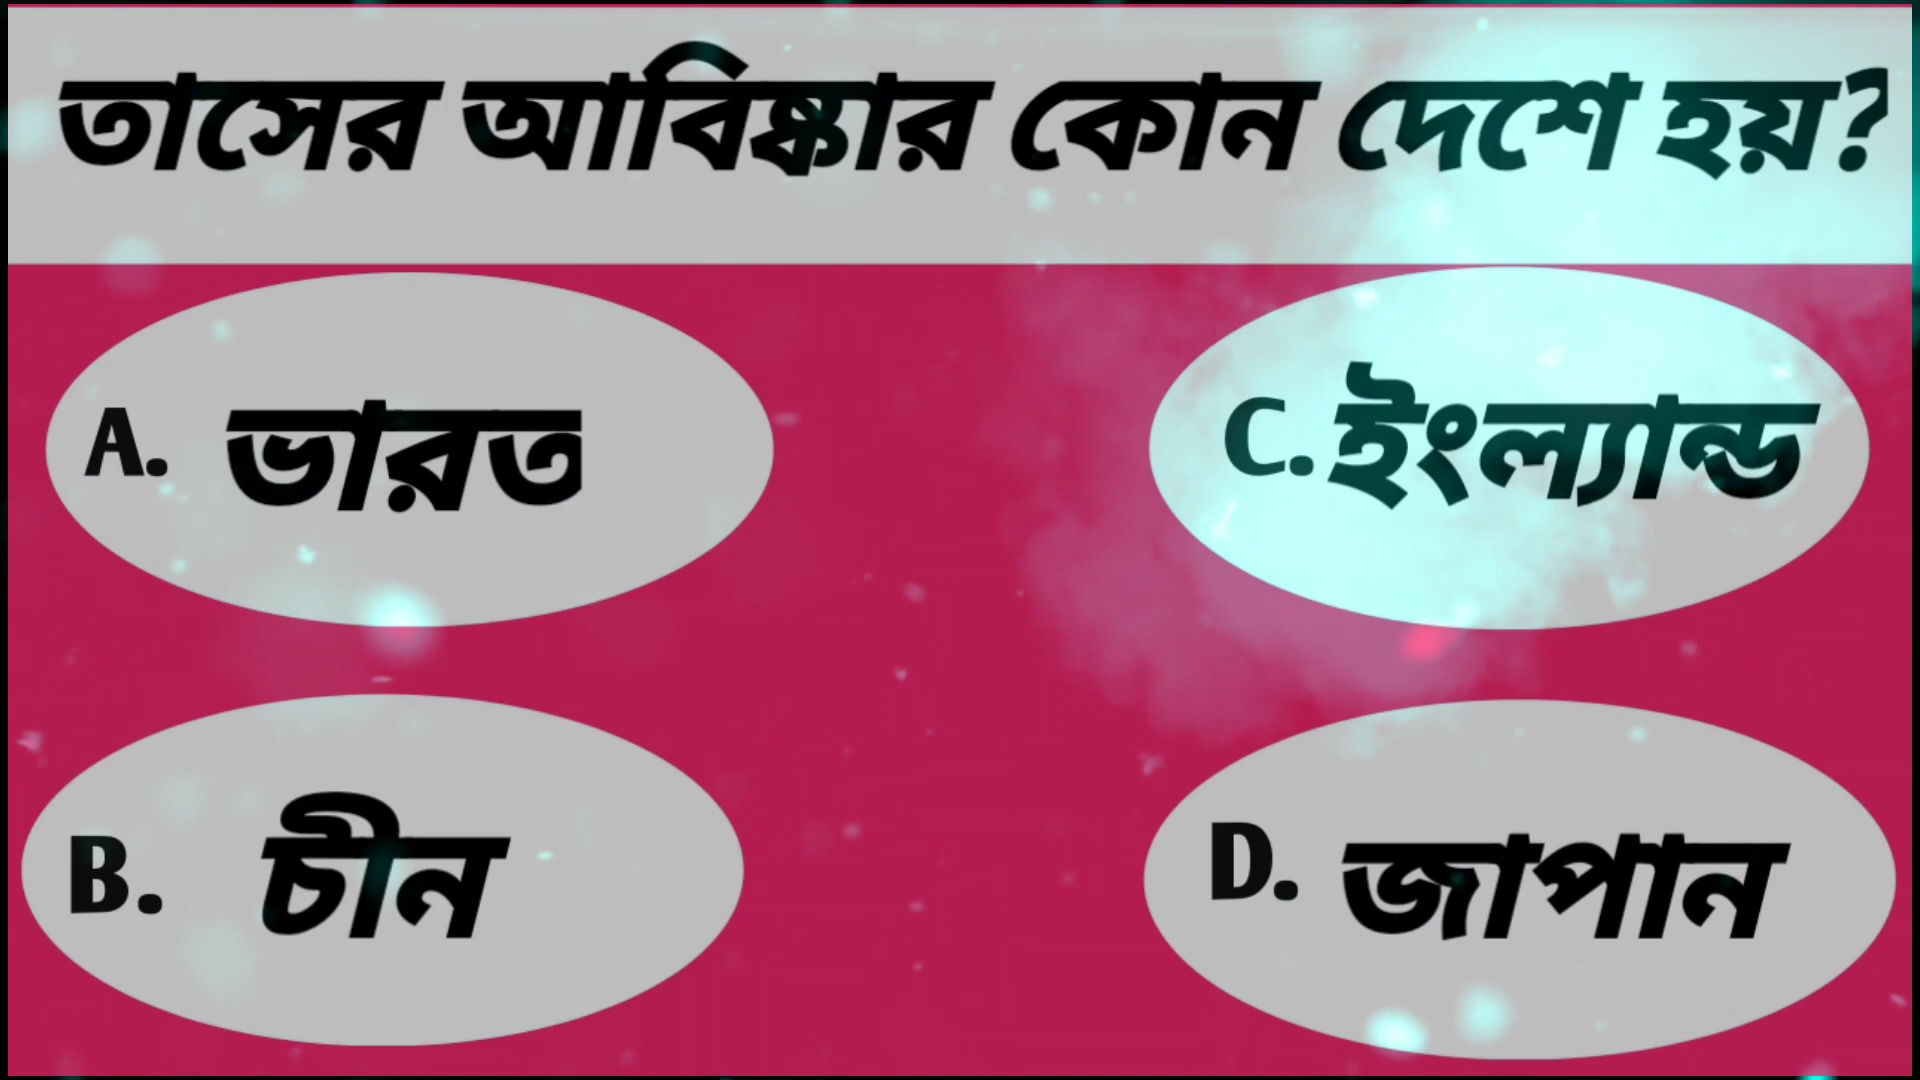 তাসের আবিষ্কার কোন দেশে হয়?
A. ভারত
B. চীন
C. ইংল্যান্ড
D. জাপান